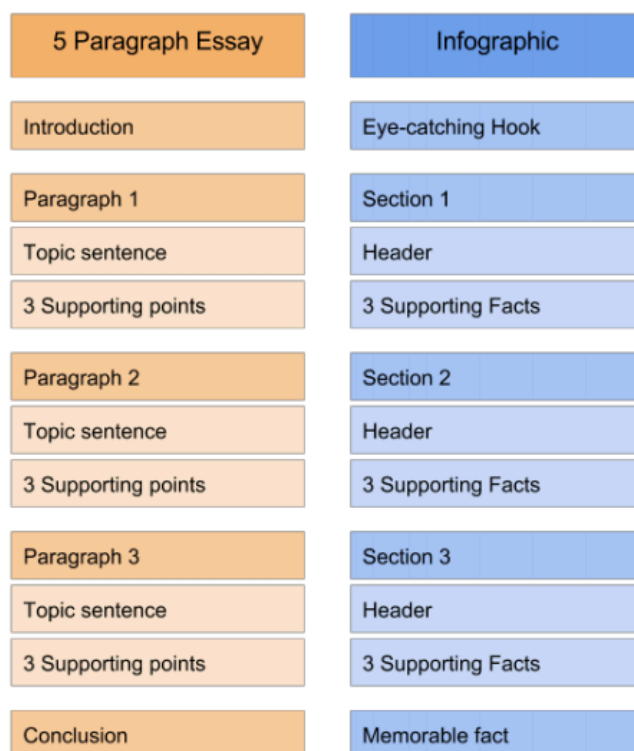 5 Paragraph Essay
Introduction
Paragraph 1
Topic sentence
3 Supporting points
Paragraph 2
Topic sentence
3 Supporting points
Paragraph 3
Topic sentence
3 Supporting points
Conclusion
Infographic
Eye-catching Hook
Section 1
Header
3 Supporting Facts
Section 2
Header
3 Supporting Facts
Section 3
Header
3 Supporting Facts
Memorable fact